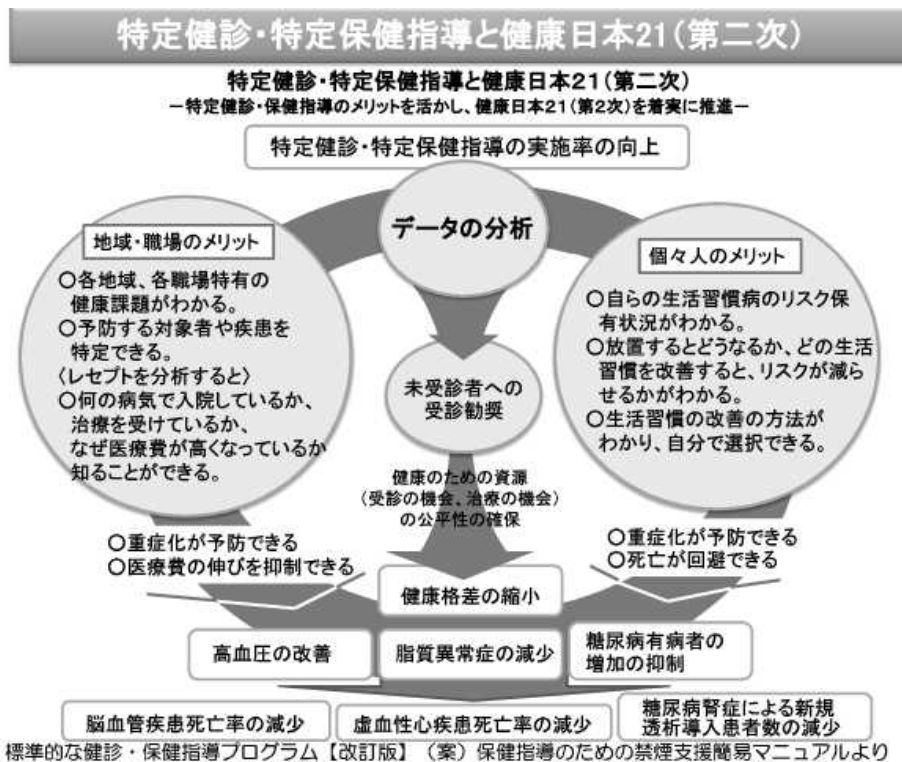 特定健診・特定保健指導と健康日本21(第二次)
特定健診・特定保健指導と健康日本21(第二次)
－特定健診・保健指導のメリットを活かし、健康日本21(第2次)を着実に推進－
特定健診・特定保健指導の実施率の向上
データの分析
地域・職場のメリット
○各地域、各職場特有の
健康課題がわかる。
○予防する対象者や疾患を
特定できる。
〈レセプトを分析すると〉
○何の病気で入院しているか、
治療を受けているか、
なぜ医療費が高くなっているか
知ることができる。
○重症化が予防できる
○医療費の伸びを抑制できる
未受診者への
受診勧奨
健康のための資源
(受診の機会、治療の機会)
の公平性の確保
個々人のメリット
○自らの生活習慣病のリスク保
有状況がわかる。
○放置するとどうなるか、どの生活
習慣を改善すると、リスクが減ら
せるかがわかる。
○生活習慣の改善の方法が
わかり、自分で選択できる。
○重症化が予防できる
○死亡が回避できる
健康格差の縮小
高血圧の改善
脂質異常症の減少
糖尿病有病者の
増加の抑制
脳血管疾患死亡率の減少
虚血性心疾患死亡率の減少
糖尿病腎症による新規
透析導入患者数の減少
標準的な健診・保健指導プログラム【改訂版】（案）保健指導のための禁煙支援簡易マニュアルより